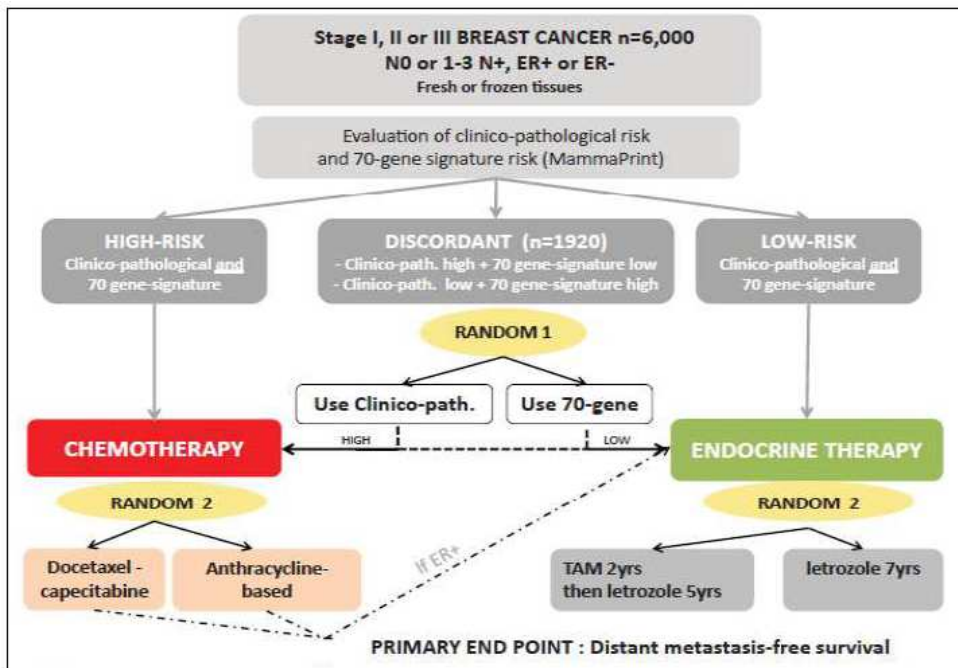 Stage I, II or III BREAST CANCER n=6,000
N0 or 1-3 N+, ER+ or ER-
Fresh or frozen tissues
Evaluation of clinico-pathological risk
and 70-gene signature risk (MammaPrint)
HIGH-RISK
Clinico-pathological and
70 gene-signature
DISCORDANT (n=1920)
- Clinico-path. high + 70 gene-signature low
- Clinico-path. low + 70 gene-signature high
LOW-RISK
Clinico-pathological and
70 gene-signature
RANDOM 1
Use Clinico-path.
Use 70-gene
CHEMOTHERAPY
HIGH
LOW
ENDOCRINE THERAPY
RANDOM 2
RANDOM 2
If ER+
Docetaxel -
capecitabine
Anthracycline-
based
TAM 2yrs
then letrozole 5yrs
letrozole 7yrs
PRIMARY END POINT : Distant metastasis-free survival